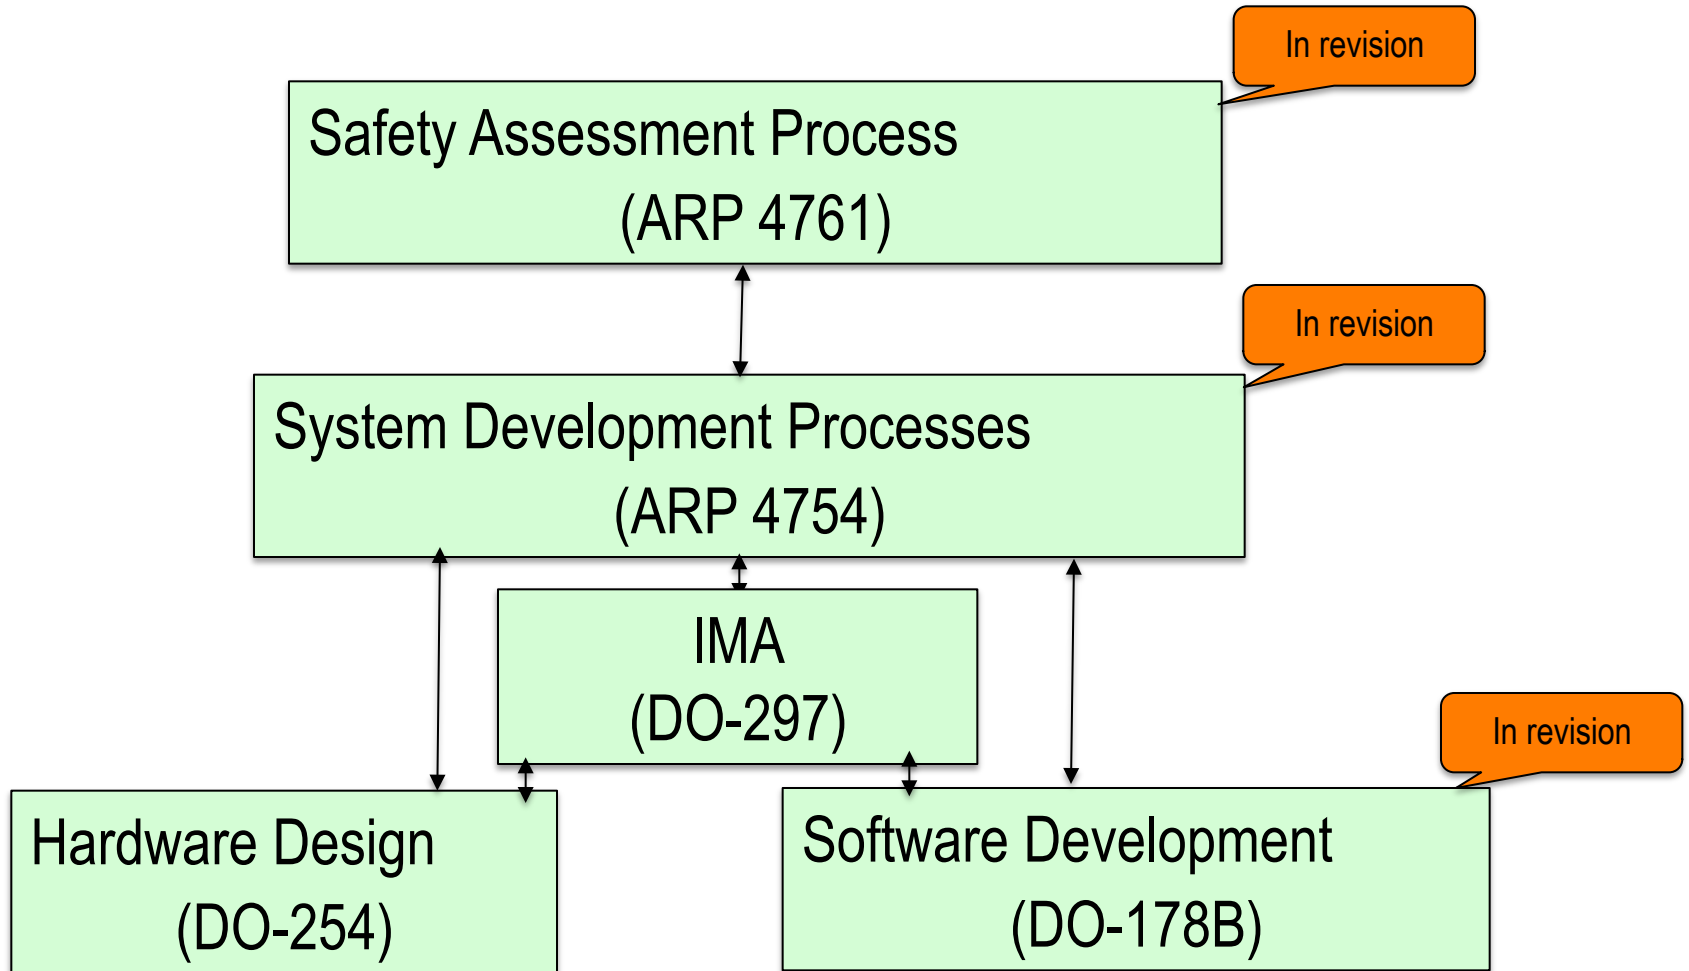 In revision
Safety Assessment Process
(ARP 4761)
In revision
System Development Processes
(ARP 4754)
IMA
(DO-297)
In revision
Hardware Design
(DO-254)
Software Development
(DO-178B)